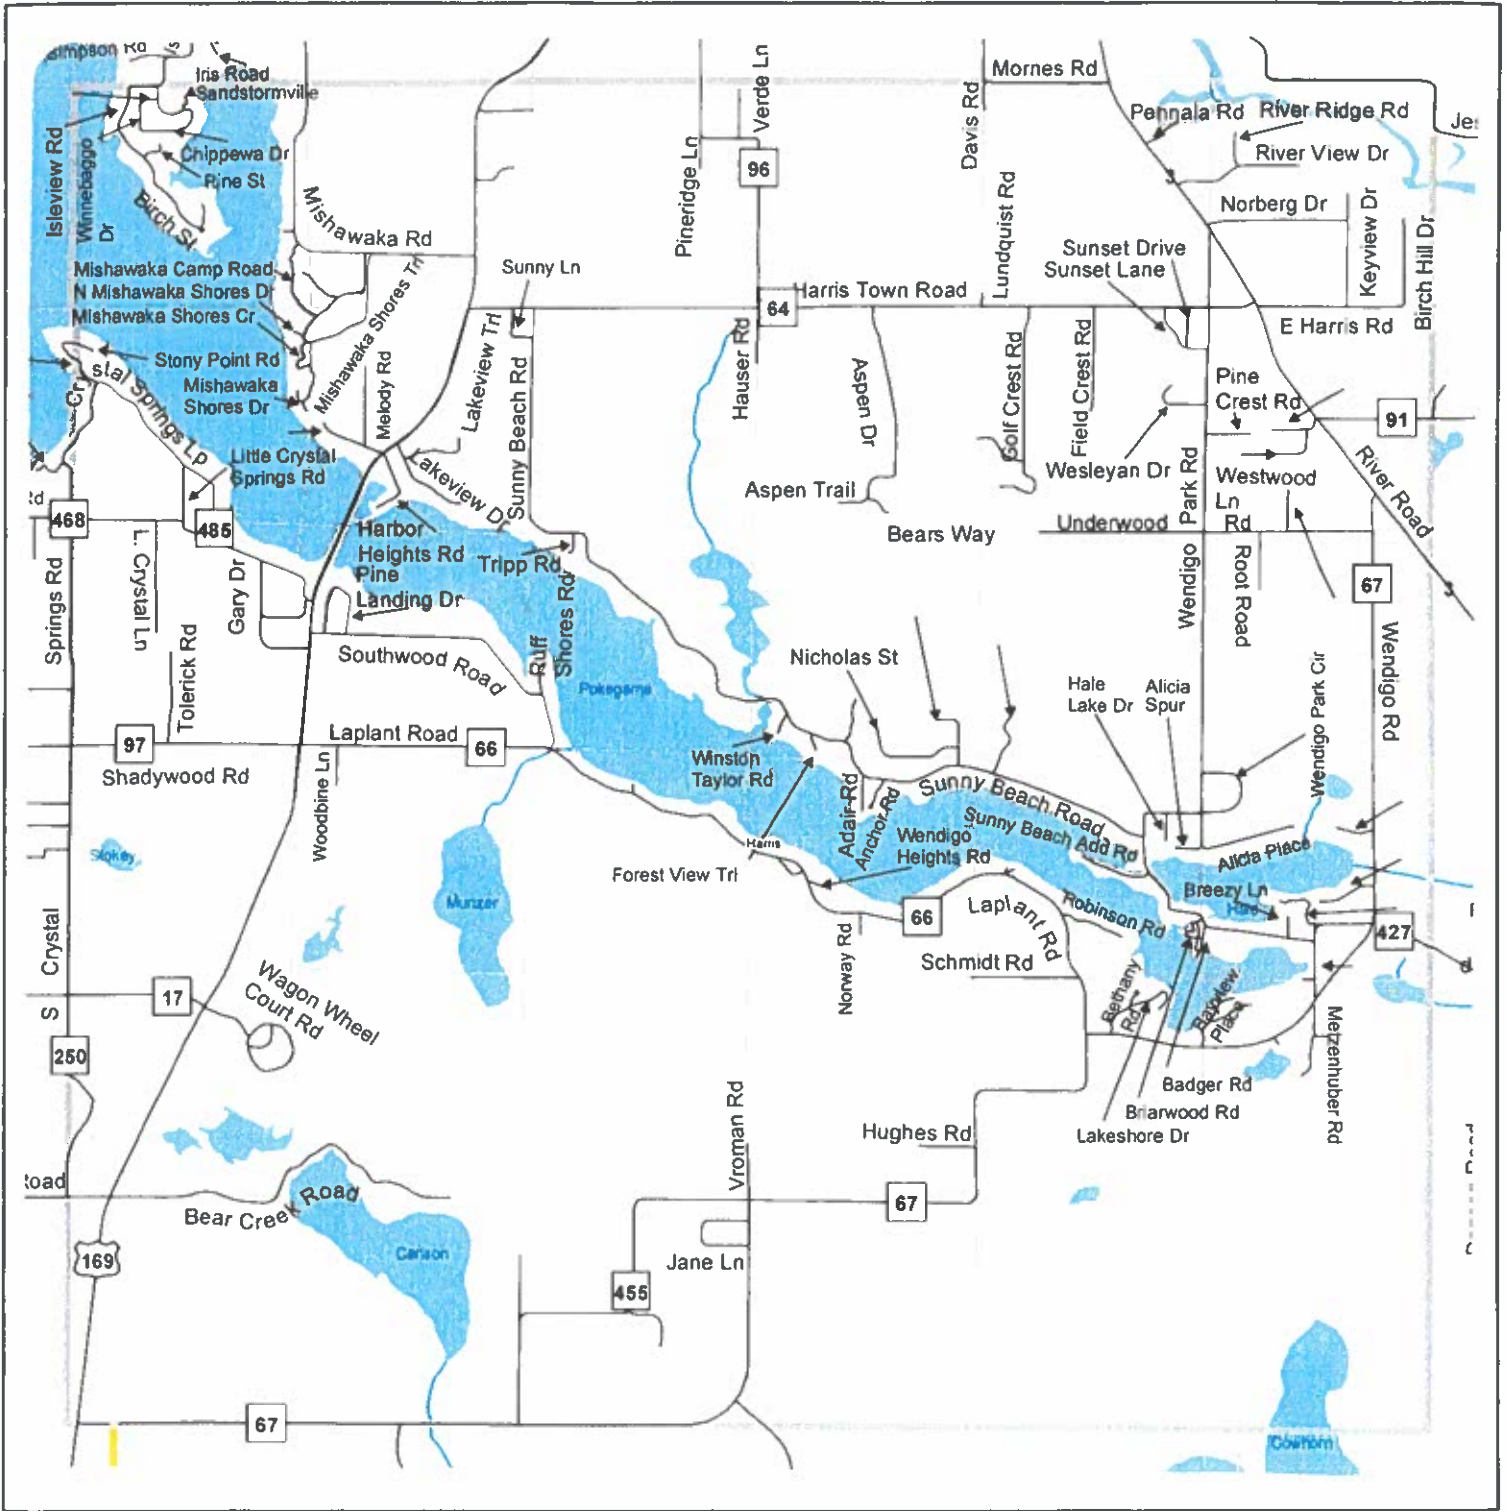 Simpson Rd
Iris Road
Sandstormville
Isleview Rd
Winnebaggo
Dr
Chippewa Dr
Pine St
Birch St
Mishawaka Rd
Mishawaka Camp Road
N Mishawaka Shores Dr
Mishawaka Shores Cr
Mishawaka Shores Trl
Stony Point Rd
Mishawaka
Shores Dr
Crystal Springs Lp
Little Crystal
Springs Rd
Melody Rd
Lakeview Trl
Sunny Ln
Sunny Beach Rd
Lakeview Dr
Harbor
Heights Rd
Pine
Landing Dr
Tripp Rd
Ruff
Shores Rd
Pineridge Ln
Verde Ln
96
Davis Rd
Mornes Rd
Pennala Rd
River Ridge Rd
River View Dr
3
Norberg Dr
Keyview Dr
Birch Hill Dr
Lundquist Rd
Sunset Drive
Sunset Lane
64
Harris Town Road
E Harris Rd
Hauser Rd
Aspen Dr
Aspen Trail
Golf Crest Rd
Field Crest Rd
Bears Way
Wesleyan Dr
Pine
Crest Rd
91
Westwood
Ln
River Road
3
Underwood Rd
Wendigo Park Rd
Root Road
67
Wendigo Rd
Wendigo Park Cir
rd
468
485
Springs Rd
L. Crystal Ln
Gary Dr
Tolerick Rd
Southwood Road
Pokegama
Nicholas St
Hale
Lake Dr
Alicia
Spur
97
Laplant Road
66
Shadywood Rd
Woodbine Ln
Winston
Taylor Rd
Adair Rd
Anchor Rd
Sunny Beach Road
Sunny Beach Add Rd
Wendigo
Heights Rd
Harris
Forest View Trl
Alicia Place
Breezy Ln
Hale
Stokey
Munzer
66
Laplant Rd
Robinson Rd
427
Norway Rd
Schmidt Rd
Bethany
Rd
Bayview
Place
Metzenhuber Rd
S Crystal
17
Wagon Wheel
Court Rd
250
Badger Rd
Briarwood Rd
Lakeshore Dr
Hughes Rd
Vroman Rd
Road
Bear Creek Road
169
Carlson
67
Jane Ln
455
67
Cowhorn